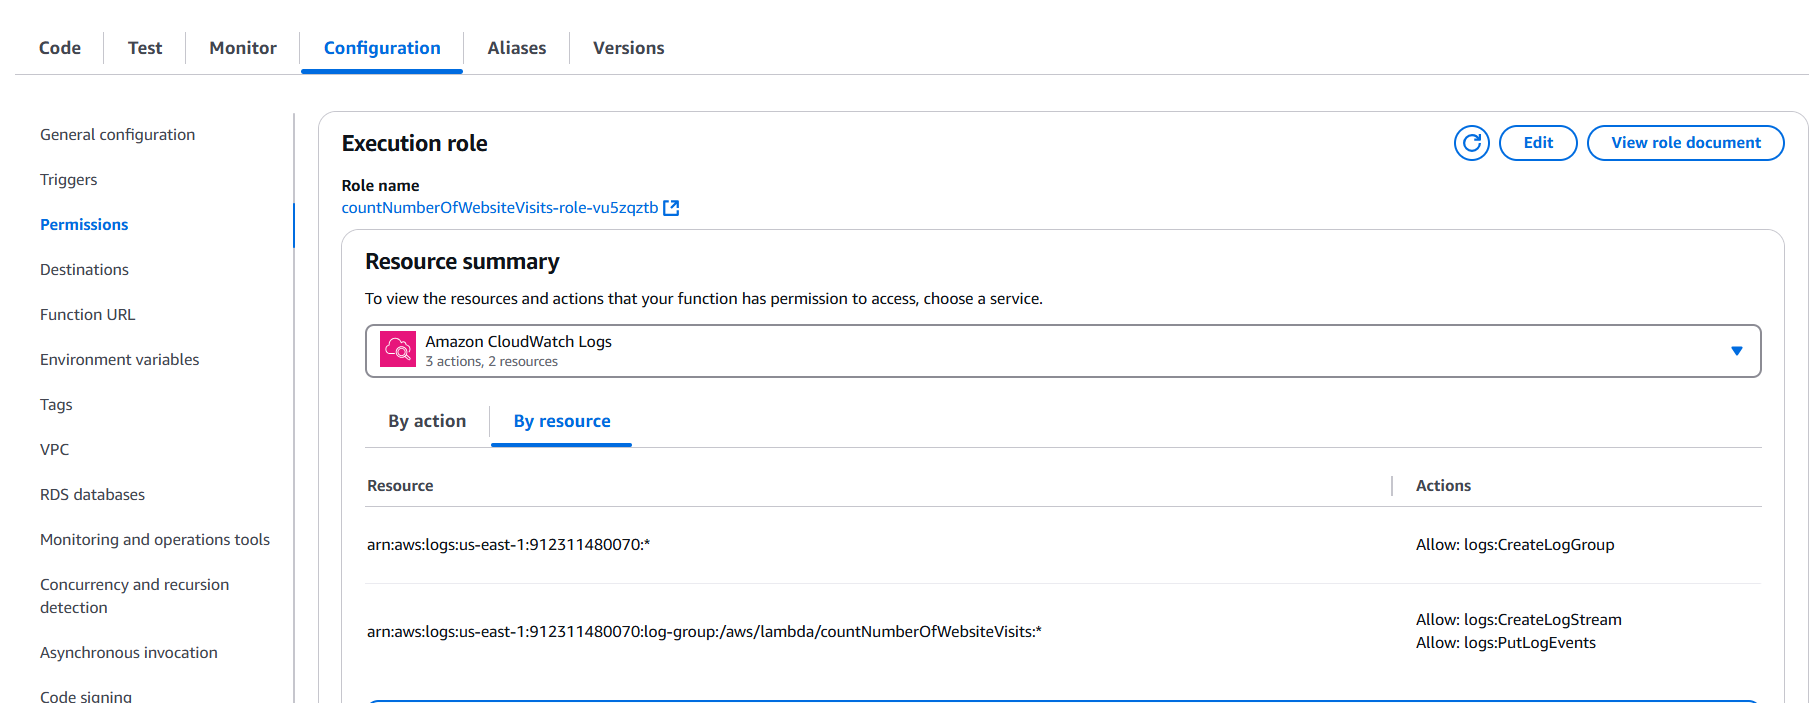 Code
Test
Monitor
Configuration
Aliases
Versions
General configuration
Triggers
Permissions
Destinations
Function URL
Environment variables
Tags
VPC
RDS databases
Monitoring and operations tools
Concurrency and recursion
detection
Asynchronous invocation
Code signing
Execution role
Edit
View role document
Role name
countNumberOfWebsiteVisits-role-vu5zqztb
Resource summary
To view the resources and actions that your function has permission to access, choose a service.
Amazon CloudWatch Logs
3 actions, 2 resources
By action
By resource
Resource
Actions
arn:aws:logs:us-east-1:912311480070:*
Allow: logs:CreateLogGroup
arn:aws:logs:us-east-1:912311480070:log-group:/aws/lambda/countNumberOfWebsiteVisits:*
Allow: logs:CreateLogStream
Allow: logs:PutLogEvents